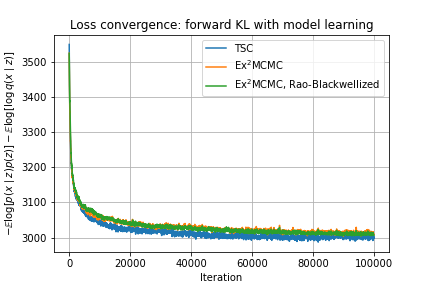 Loss convergence: forward KL with model learning
TSC
Ex²MCMC
Ex²MCMC, Rao-Blackwellized
−𝔼log[p(x | z)p(z)] − 𝔼log[log q(x | z)]
3500
3400
3300
3200
3100
3000
0
20000
40000
60000
80000
100000
Iteration